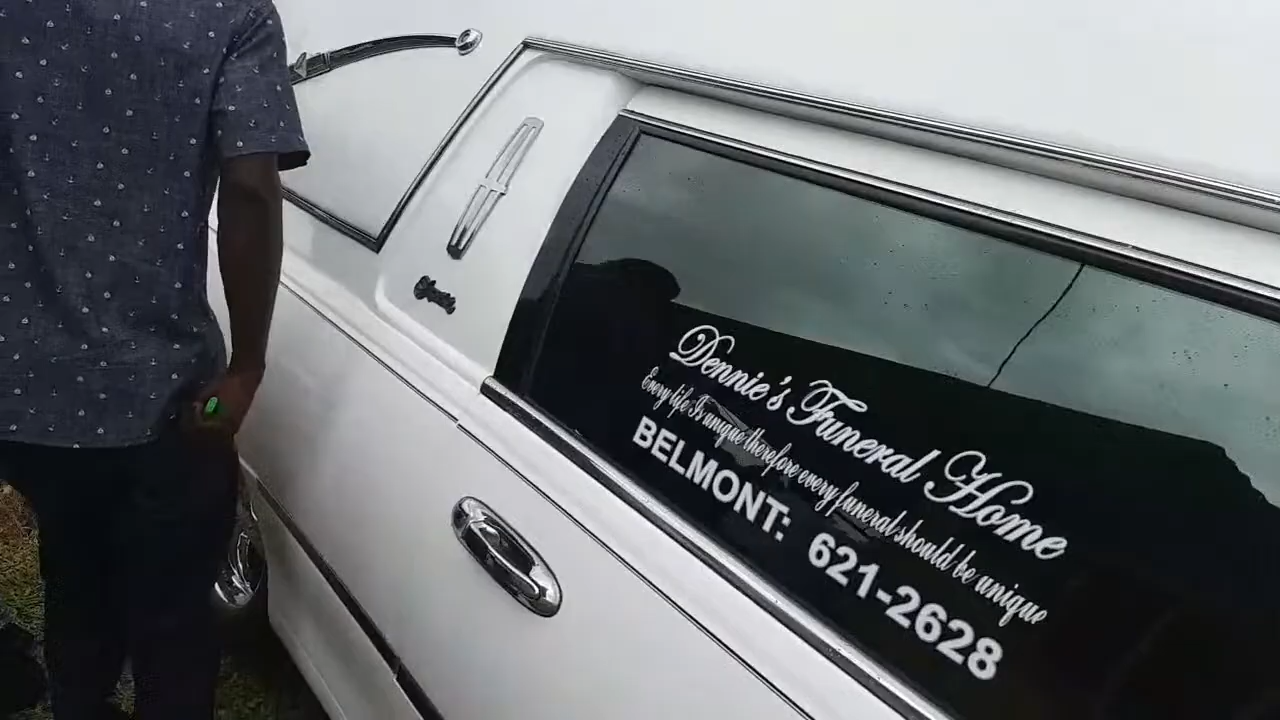 Dennie's Funeral Home
Every life Is unique therefore every funeral should be unique
BELMONT: 621-2628